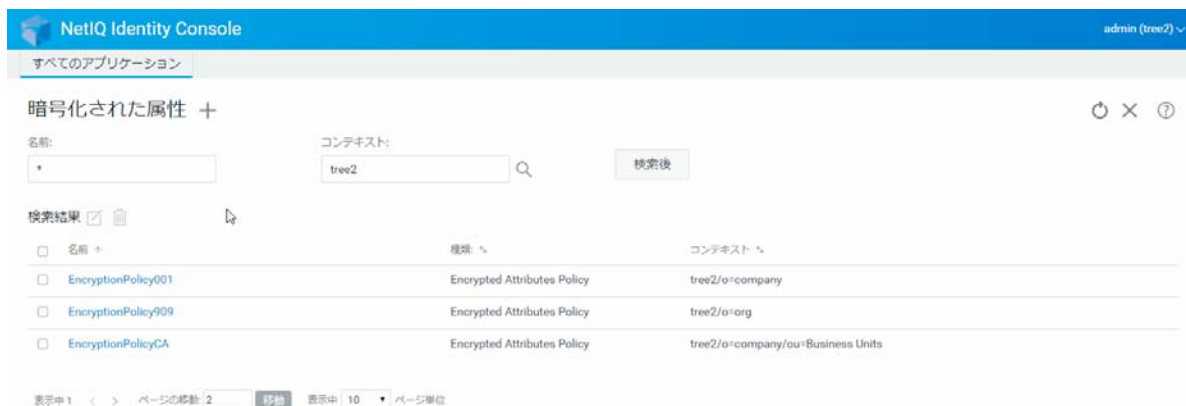 NetIQ Identity Console
admin (tree2)
すべてのアプリケーション
暗号化された属性
名前: コンテキスト:
* tree2 検索後
検索結果
名前 種類: コンテキスト
EncryptionPolicy001 Encrypted Attributes Policy tree2/o=company
EncryptionPolicy909 Encrypted Attributes Policy tree2/o=org
EncryptionPolicyCA Encrypted Attributes Policy tree2/o=company/ou=Business Units
表示中 1 < > ページの移動: 2 移動 表示中 10 ページ単位